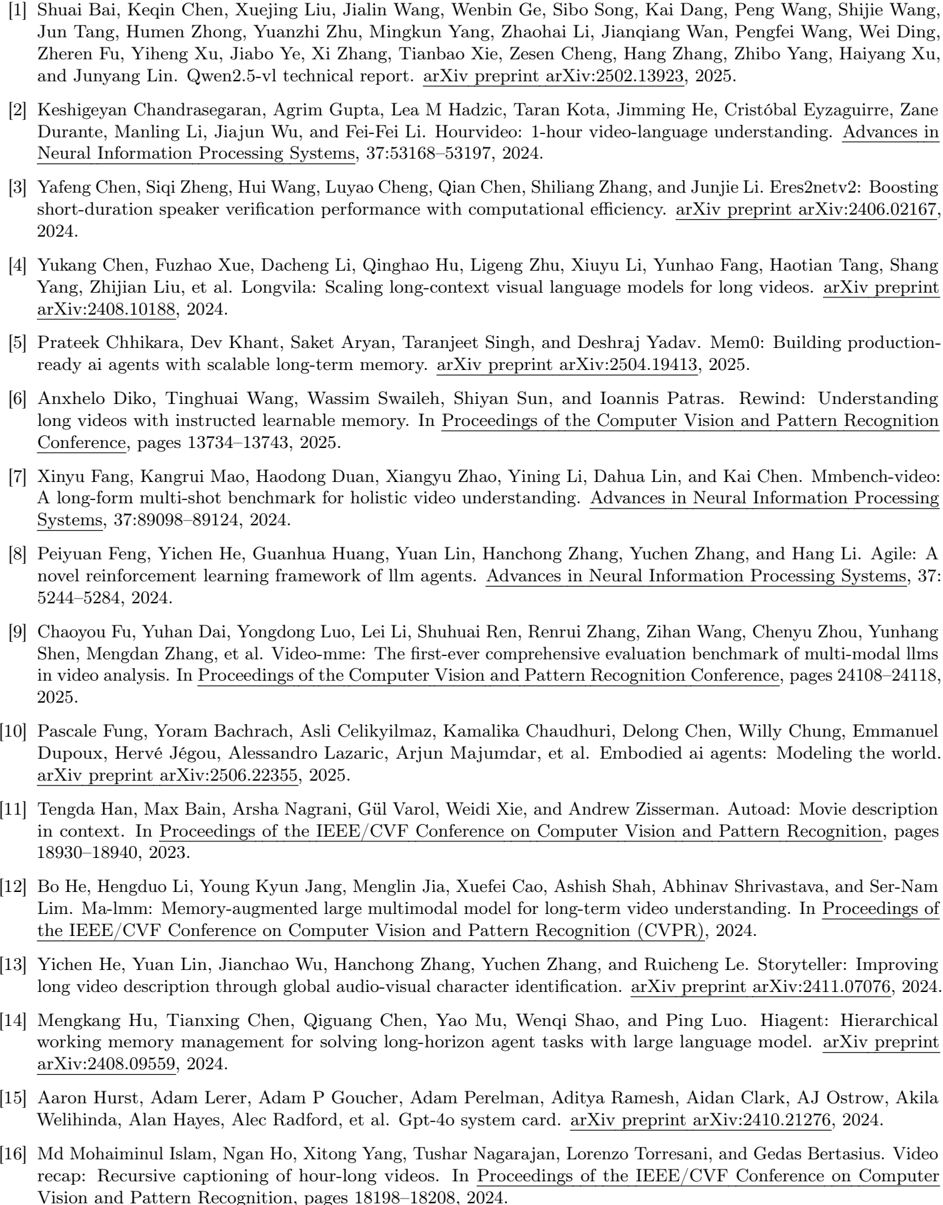 [1] Shuai Bai, Keqin Chen, Xuejing Liu, Jialin Wang, Wenbin Ge, Sibo Song, Kai Dang, Peng Wang, Shijie Wang,
Jun Tang, Humen Zhong, Yuanzhi Zhu, Mingkun Yang, Zhaohai Li, Jianqiang Wan, Pengfei Wang, Wei Ding,
Zheren Fu, Yiheng Xu, Jiabo Ye, Xi Zhang, Tianbao Xie, Zesen Cheng, Hang Zhang, Zhibo Yang, Haiyang Xu,
and Junyang Lin. Qwen2.5-vl technical report. arXiv preprint arXiv:2502.13923, 2025.
[2] Keshigeyan Chandrasegaran, Agrim Gupta, Lea M Hadzic, Taran Kota, Jimming He, Cristóbal Eyzaguirre, Zane
Durante, Manling Li, Jiajun Wu, and Fei-Fei Li. Hourvideo: 1-hour video-language understanding. Advances in
Neural Information Processing Systems, 37:53168–53197, 2024.
[3] Yafeng Chen, Siqi Zheng, Hui Wang, Luyao Cheng, Qian Chen, Shiliang Zhang, and Junjie Li. Eres2netv2: Boosting
short-duration speaker verification performance with computational efficiency. arXiv preprint arXiv:2406.02167,
2024.
[4] Yukang Chen, Fuzhao Xue, Dacheng Li, Qinghao Hu, Ligeng Zhu, Xiuyu Li, Yunhao Fang, Haotian Tang, Shang
Yang, Zhijian Liu, et al. Longvila: Scaling long-context visual language models for long videos. arXiv preprint
arXiv:2408.10188, 2024.
[5] Prateek Chhikara, Dev Khant, Saket Aryan, Taranjeet Singh, and Deshraj Yadav. Mem0: Building production-
ready ai agents with scalable long-term memory. arXiv preprint arXiv:2504.19413, 2025.
[6] Anxhelo Diko, Tinghuai Wang, Wassim Swaileh, Shiyan Sun, and Ioannis Patras. Rewind: Understanding
long videos with instructed learnable memory. In Proceedings of the Computer Vision and Pattern Recognition
Conference, pages 13734–13743, 2025.
[7] Xinyu Fang, Kangrui Mao, Haodong Duan, Xiangyu Zhao, Yining Li, Dahua Lin, and Kai Chen. Mmbench-video:
A long-form multi-shot benchmark for holistic video understanding. Advances in Neural Information Processing
Systems, 37:89098–89124, 2024.
[8] Peiyuan Feng, Yichen He, Guanhua Huang, Yuan Lin, Hanchong Zhang, Yuchen Zhang, and Hang Li. Agile: A
novel reinforcement learning framework of llm agents. Advances in Neural Information Processing Systems, 37:
5244–5284, 2024.
[9] Chaoyou Fu, Yuhan Dai, Yongdong Luo, Lei Li, Shuhuai Ren, Renrui Zhang, Zihan Wang, Chenyu Zhou, Yunhang
Shen, Mengdan Zhang, et al. Video-mme: The first-ever comprehensive evaluation benchmark of multi-modal llms
in video analysis. In Proceedings of the Computer Vision and Pattern Recognition Conference, pages 24108–24118,
2025.
[10] Pascale Fung, Yoram Bachrach, Asli Celikyilmaz, Kamalika Chaudhuri, Delong Chen, Willy Chung, Emmanuel
Dupoux, Hervé Jégou, Alessandro Lazaric, Arjun Majumdar, et al. Embodied ai agents: Modeling the world.
arXiv preprint arXiv:2506.22355, 2025.
[11] Tengda Han, Max Bain, Arsha Nagrani, Gül Varol, Weidi Xie, and Andrew Zisserman. Autoad: Movie description
in context. In Proceedings of the IEEE/CVF Conference on Computer Vision and Pattern Recognition, pages
18930–18940, 2023.
[12] Bo He, Hengduo Li, Young Kyun Jang, Menglin Jia, Xuefei Cao, Ashish Shah, Abhinav Shrivastava, and Ser-Nam
Lim. Ma-lmm: Memory-augmented large multimodal model for long-term video understanding. In Proceedings of
the IEEE/CVF Conference on Computer Vision and Pattern Recognition (CVPR), 2024.
[13] Yichen He, Yuan Lin, Jianchao Wu, Hanchong Zhang, Yuchen Zhang, and Ruicheng Le. Storyteller: Improving
long video description through global audio-visual character identification. arXiv preprint arXiv:2411.07076, 2024.
[14] Mengkang Hu, Tianxing Chen, Qiguang Chen, Yao Mu, Wenqi Shao, and Ping Luo. Hiagent: Hierarchical
working memory management for solving long-horizon agent tasks with large language model. arXiv preprint
arXiv:2408.09559, 2024.
[15] Aaron Hurst, Adam Lerer, Adam P Goucher, Adam Perelman, Aditya Ramesh, Aidan Clark, AJ Ostrow, Akila
Welihinda, Alan Hayes, Alec Radford, et al. Gpt-4o system card. arXiv preprint arXiv:2410.21276, 2024.
[16] Md Mohaiminul Islam, Ngan Ho, Xitong Yang, Tushar Nagarajan, Lorenzo Torresani, and Gedas Bertasius. Video
recap: Recursive captioning of hour-long videos. In Proceedings of the IEEE/CVF Conference on Computer
Vision and Pattern Recognition, pages 18198–18208, 2024.